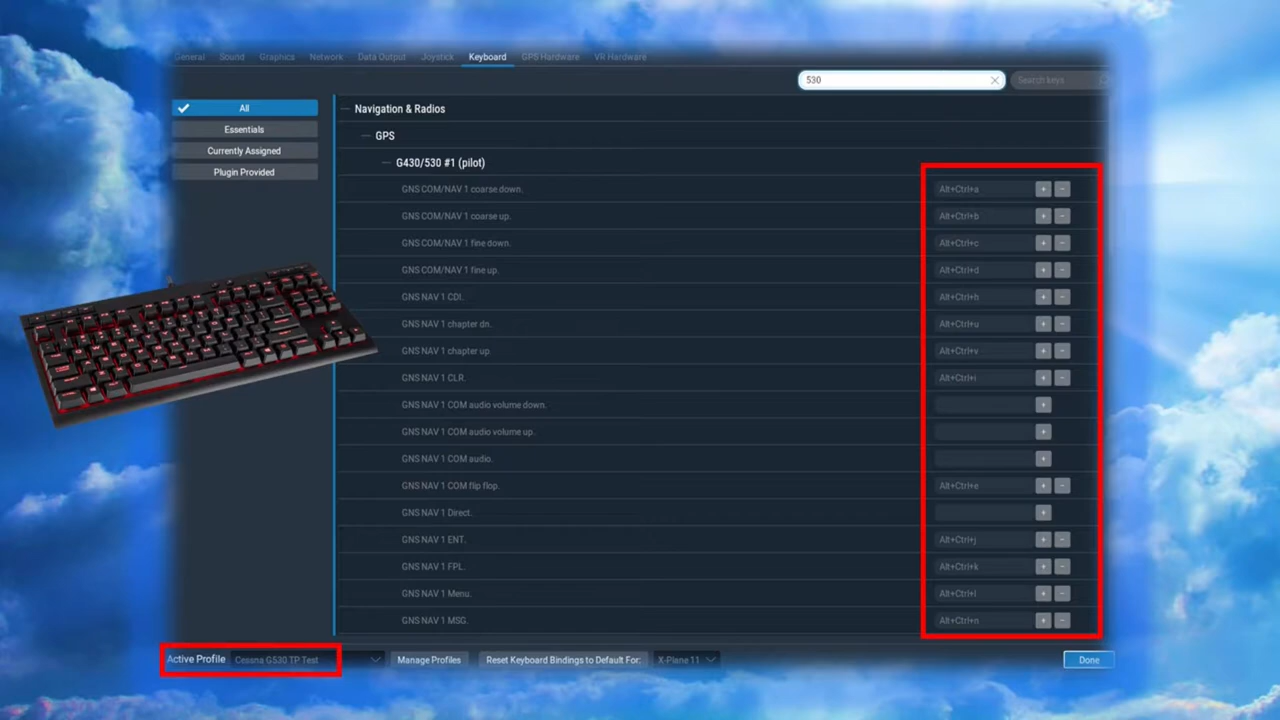 General Sound Graphics Network Data Output Joystick Keyboard GPS Hardware VR Hardware
530 Search keys
All
Essentials
Currently Assigned
Plugin Provided
Navigation & Radios
GPS
G430/530 #1 (pilot)
GNS COM/NAV 1 coarse down. Alt+Ctrl+a + -
GNS COM/NAV 1 coarse up. Alt+Ctrl+b + -
GNS COM/NAV 1 fine down. Alt+Ctrl+c + -
GNS COM/NAV 1 fine up. Alt+Ctrl+d + -
GNS NAV 1 CDI. Alt+Ctrl+h + -
GNS NAV 1 chapter dn. Alt+Ctrl+u + -
GNS NAV 1 chapter up. Alt+Ctrl+v + -
GNS NAV 1 CLR. Alt+Ctrl+i + -
GNS NAV 1 COM audio volume down. +
GNS NAV 1 COM audio volume up. +
GNS NAV 1 COM audio. +
GNS NAV 1 COM flip flop. Alt+Ctrl+e + -
GNS NAV 1 Direct. +
GNS NAV 1 ENT. Alt+Ctrl+j + -
GNS NAV 1 FPL. Alt+Ctrl+k + -
GNS NAV 1 Menu. Alt+Ctrl+l + -
GNS NAV 1 MSG. Alt+Ctrl+n + -
Active Profile Cessna G530 TP Test Manage Profiles Reset Keyboard Bindings to Default For: X-Plane 11 Done